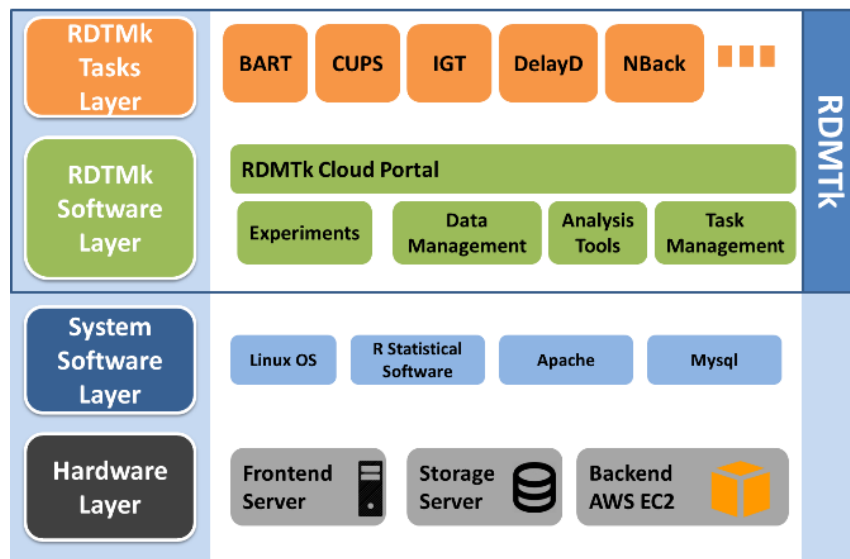 RDTMk
Tasks
Layer
BART
CUPS
IGT
DelayD
NBack
RDMTk
RDTMk
Software
Layer
RDMTk Cloud Portal
Experiments
Data
Management
Analysis
Tools
Task
Management
System
Software
Layer
Linux OS
R Statistical
Software
Apache
Mysql
Hardware
Layer
Frontend
Server
Storage
Server
Backend
AWS EC2